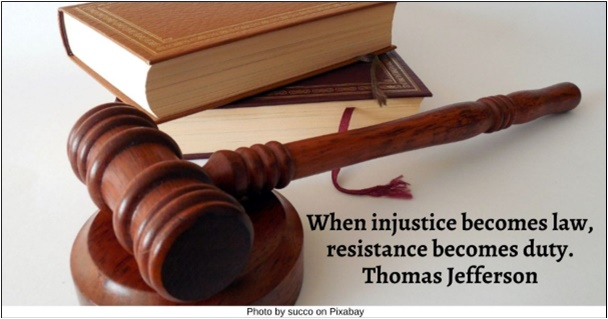 When injustice becomes law,
resistance becomes duty.
Thomas Jefferson
Photo by succo on Pixabay